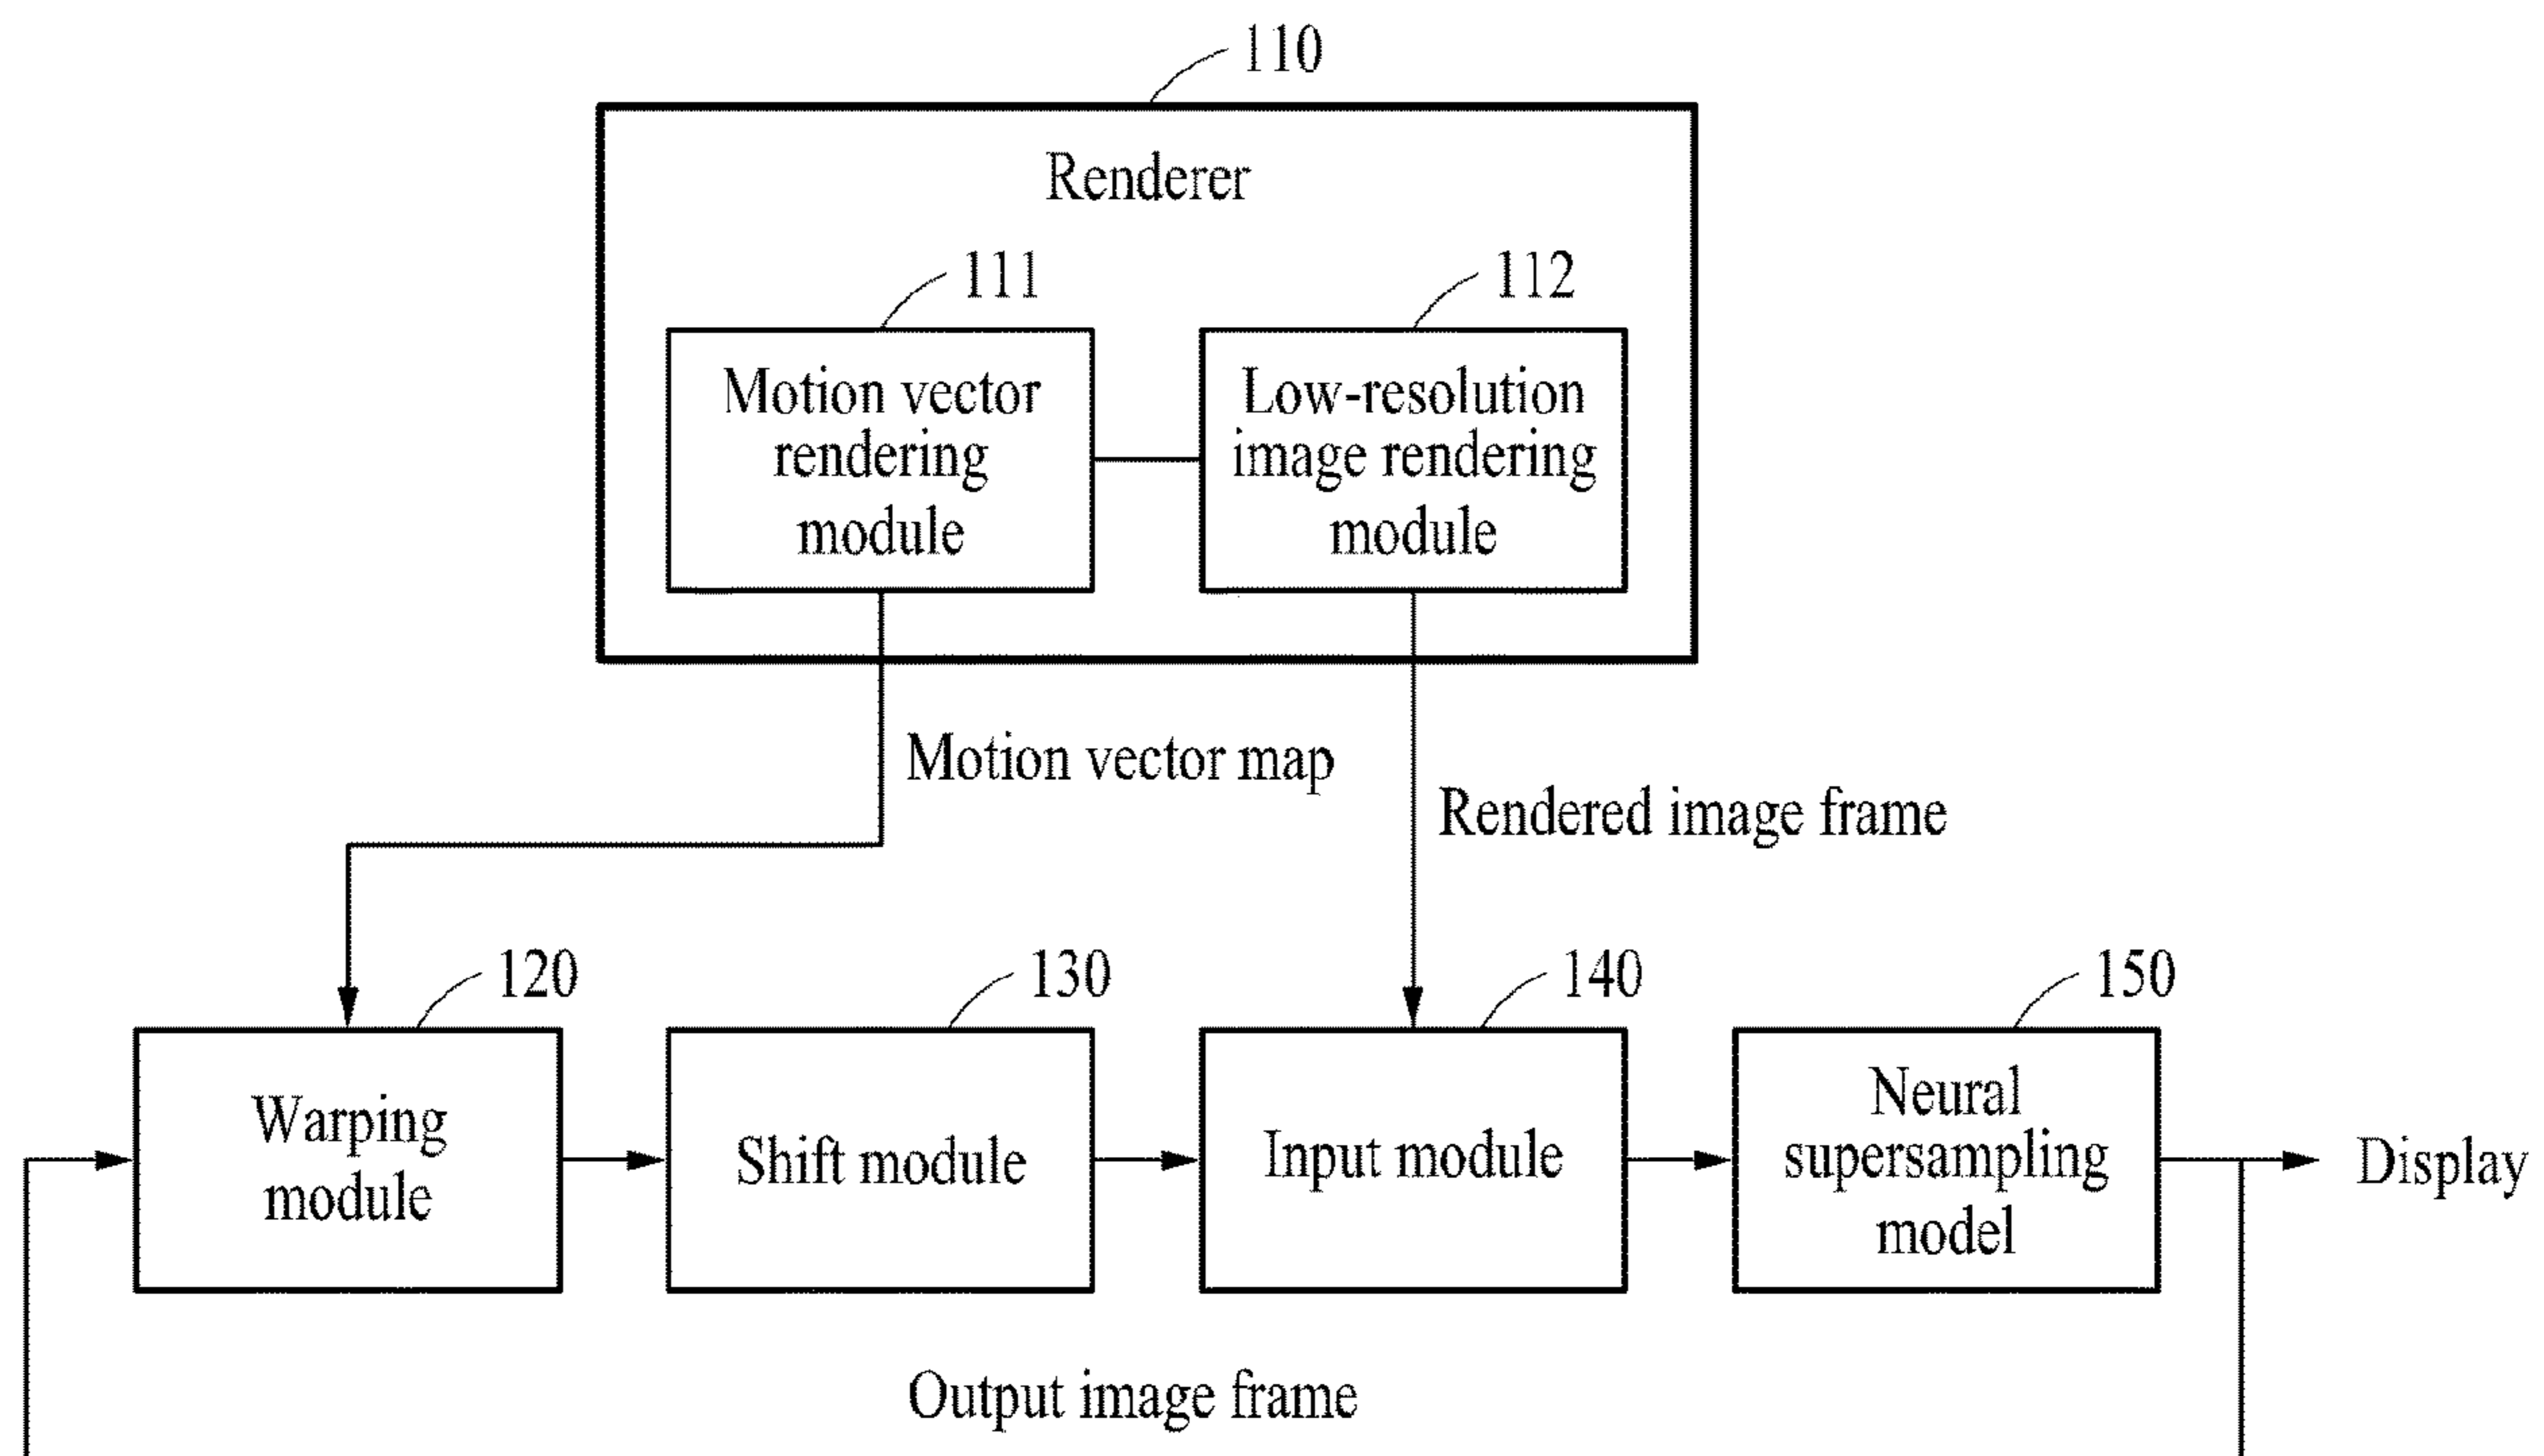 110
Renderer
111
112
Motion vector
rendering
module
Low-resolution
image rendering
module
Motion vector map
Rendered image frame
120
130
140
150
Warping
module
Shift module
Input module
Neural
supersampling
model
Display
Output image frame